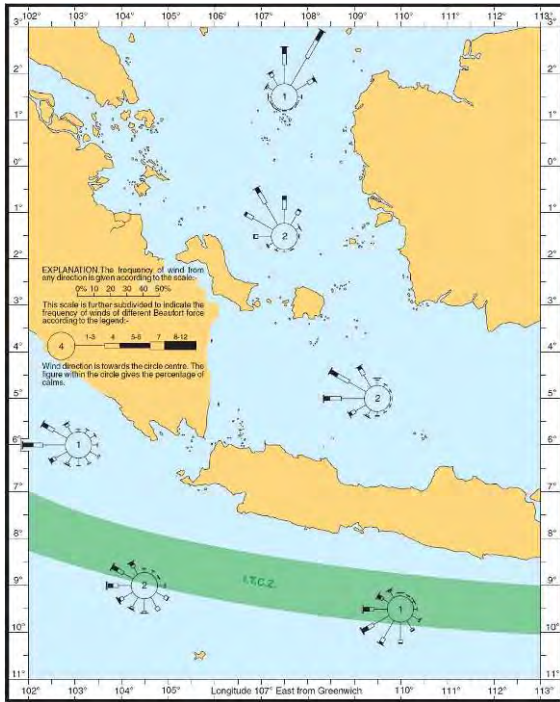 102° 103° 104° 105° 106° 107° 108° 109° 110° 111° 112° 113°
3° 3°
2° 2°
1
1° 1°
0° 0°
1° 1°
2
2° 2°
EXPLANATION. The frequency of wind from
any direction is given according to the scale:-
0% 10 20 30 40 50%
3° 3°
This scale is further subdivided to indicate the
frequency of winds of different Beaufort force
according to the legend:-
1-3 4 5-6 7 8-12
4
4° 4°
Wind direction is towards the circle centre. The
figure within the circle gives the percentage of
calms.
5° 2 5°
6° 1 6°
7° 7°
8° 8°
9° 2 I.T.C.Z. 9°
1
10° 10°
11° 11°
102° 103° 104° 105° 106° Longitude 107° East from Greenwich 109° 110° 111° 112° 113°